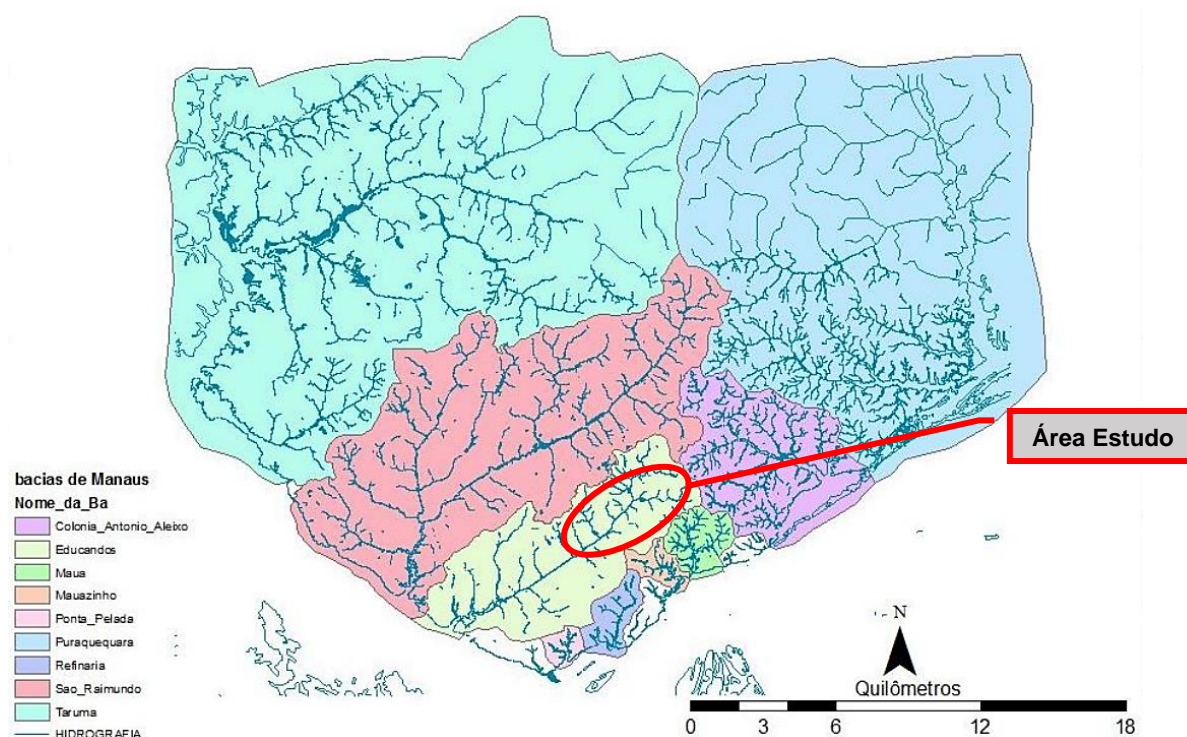 Área Estudo
bacias de Manaus
Nome_da_Ba
Colonia_Antonio_Aleixo
Educandos
Maua
Mauazinho
Ponta_Pelada
Puraquequara
Refinaria
Sao_Raimundo
Taruma
HIDROGRAFIA
N
Quilômetros
0 3 6 12 18